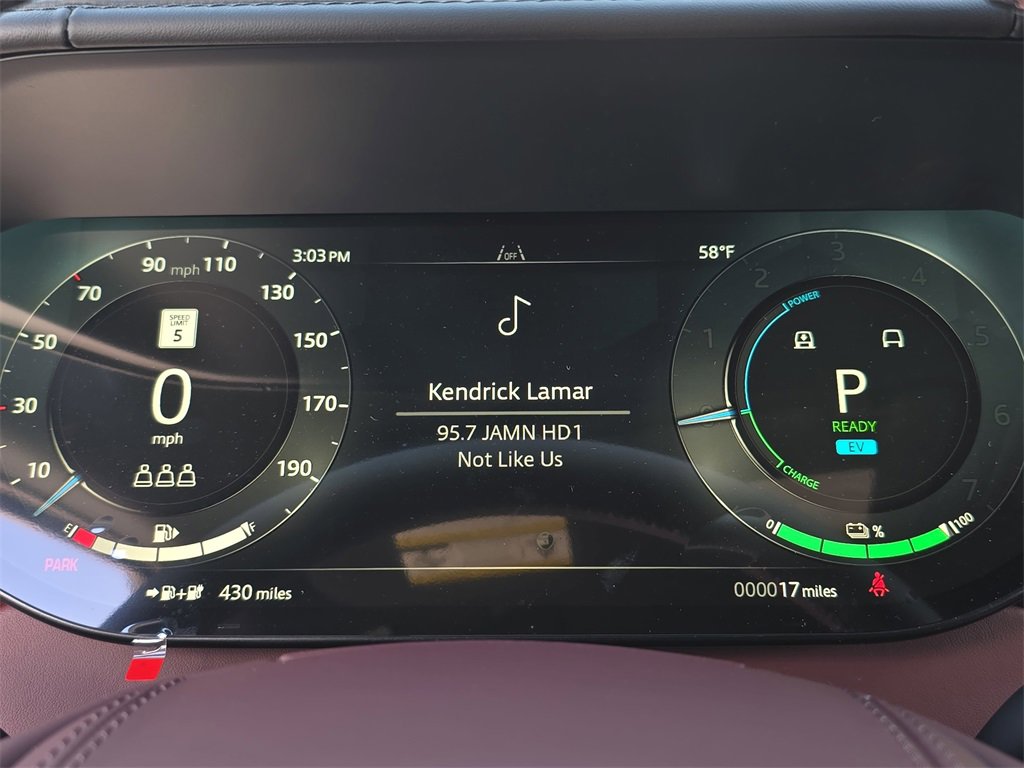 3:03 PM
OFF
58°F
10
30
50
70
90
mph
110
130
150
170
190
SPEED
LIMIT
5
0
mph
E
F
PARK
430 miles
Kendrick Lamar
95.7 JAMN HD1
Not Like Us
0
1
2
3
4
5
6
7
POWER
P
READY
EV
CHARGE
0
%
100
000017 miles